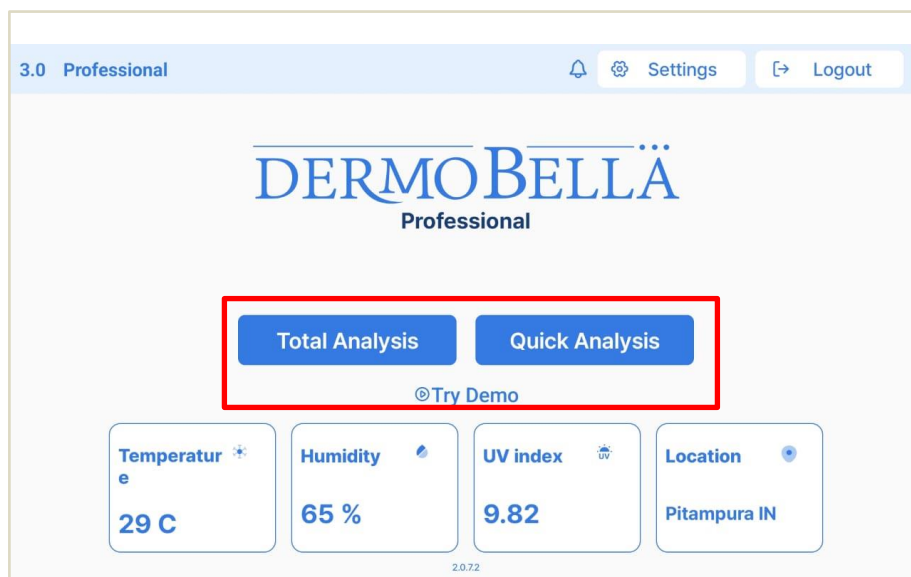 3.0 Professional Settings Logout
DERMOBELLÄ
Professional
Total Analysis Quick Analysis
Try Demo
Temperatur
e
29 C
Humidity
65 %
UV index
UV
9.82
Location
Pitampura IN
2.0.7.2